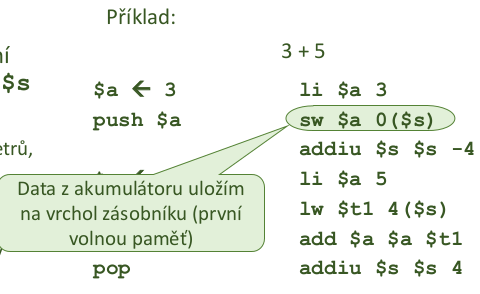 Příklad:
ní
$s
etrů,
$a ← 3
push $a
Data z akumulátoru uložím
na vrchol zásobníku (první
volnou paměť)
pop
3 + 5
li $a 3
sw $a 0($s)
addiu $s $s -4
li $a 5
lw $t1 4($s)
add $a $a $t1
addiu $s $s 4